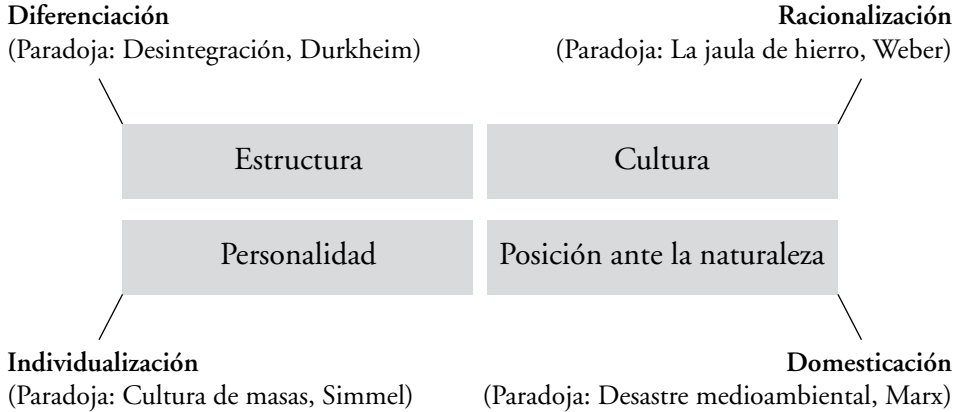 Diferenciación
(Paradoja: Desintegración, Durkheim)
Racionalización
(Paradoja: La jaula de hierro, Weber)
Estructura
Cultura
Personalidad
Posición ante la naturaleza
Individualización
(Paradoja: Cultura de masas, Simmel)
Domesticación
(Paradoja: Desastre medioambiental, Marx)